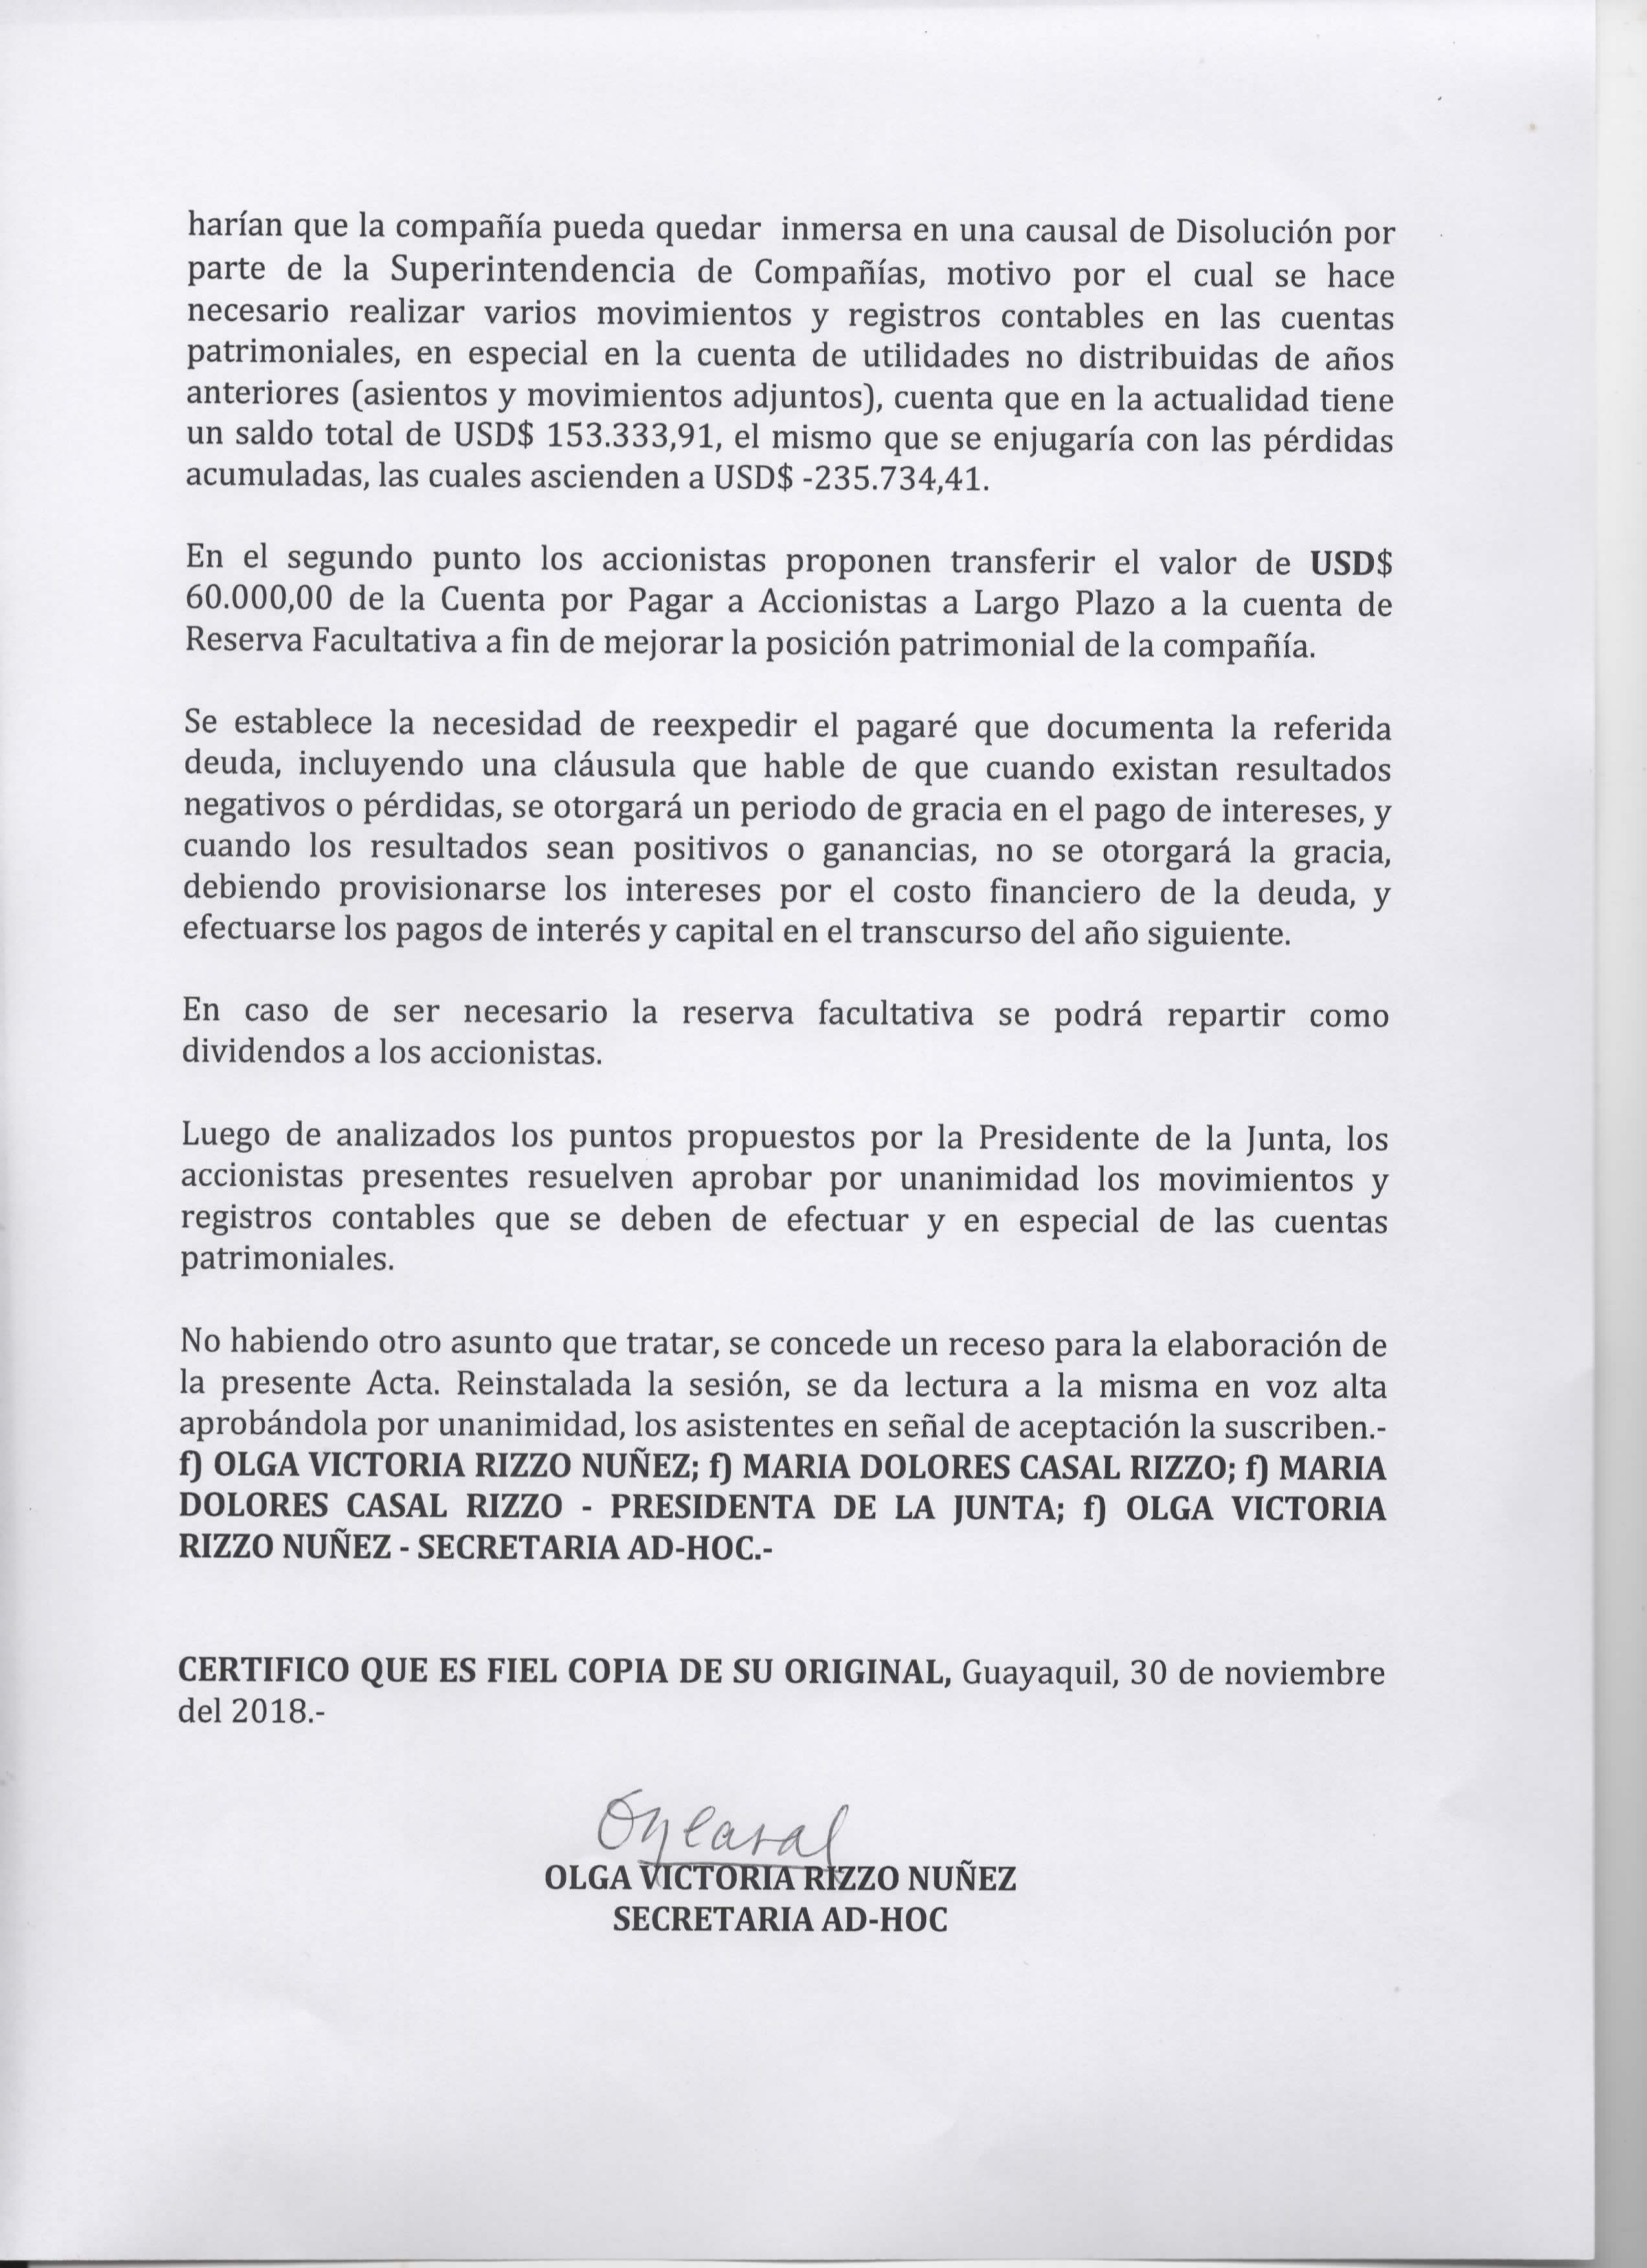 harían que la compañía pueda quedar inmersa en una causal de Disolución por
parte de la Superintendencia de Compañías, motivo por el cual se hace
necesario realizar varios movimientos y registros contables en las cuentas
patrimoniales, en especial en la cuenta de utilidades no distribuidas de años
anteriores (asientos y movimientos adjuntos), cuenta que en la actualidad tiene
un saldo total de USD$ 153.333,91, el mismo que se enjugaría con las pérdidas
acumuladas, las cuales ascienden a USD$ -235.734,41.
En el segundo punto los accionistas proponen transferir el valor de USD$
60.000,00 de la Cuenta por Pagar a Accionistas a Largo Plazo a la cuenta de
Reserva Facultativa a fin de mejorar la posición patrimonial de la compañía.
Se establece la necesidad de reexpedir el pagaré que documenta la referida
deuda, incluyendo una cláusula que hable de que cuando existan resultados
negativos o pérdidas, se otorgará un periodo de gracia en el pago de intereses, y
cuando los resultados sean positivos o ganancias, no se otorgará la gracia,
debiendo provisionarse los intereses por el costo financiero de la deuda, y
efectuarse los pagos de interés y capital en el transcurso del año siguiente.
En caso de ser necesario la reserva facultativa se podrá repartir como
dividendos a los accionistas.
Luego de analizados los puntos propuestos por la Presidente de la Junta, los
accionistas presentes resuelven aprobar por unanimidad los movimientos y
registros contables que se deben de efectuar y en especial de las cuentas
patrimoniales.
No habiendo otro asunto que tratar, se concede un receso para la elaboración de
la presente Acta. Reinstalada la sesión, se da lectura a la misma en voz alta
aprobándola por unanimidad, los asistentes en señal de aceptación la suscriben.-
f) OLGA VICTORIA RIZZO NUÑEZ; f) MARIA DOLORES CASAL RIZZO; f) MARIA
DOLORES CASAL RIZZO - PRESIDENTA DE LA JUNTA; f) OLGA VICTORIA
RIZZO NUÑEZ - SECRETARIA AD-HOC.-
CERTIFICO QUE ES FIEL COPIA DE SU ORIGINAL, Guayaquil, 30 de noviembre
del 2018.-
OLGA VICTORIA RIZZO NUÑEZ
SECRETARIA AD-HOC